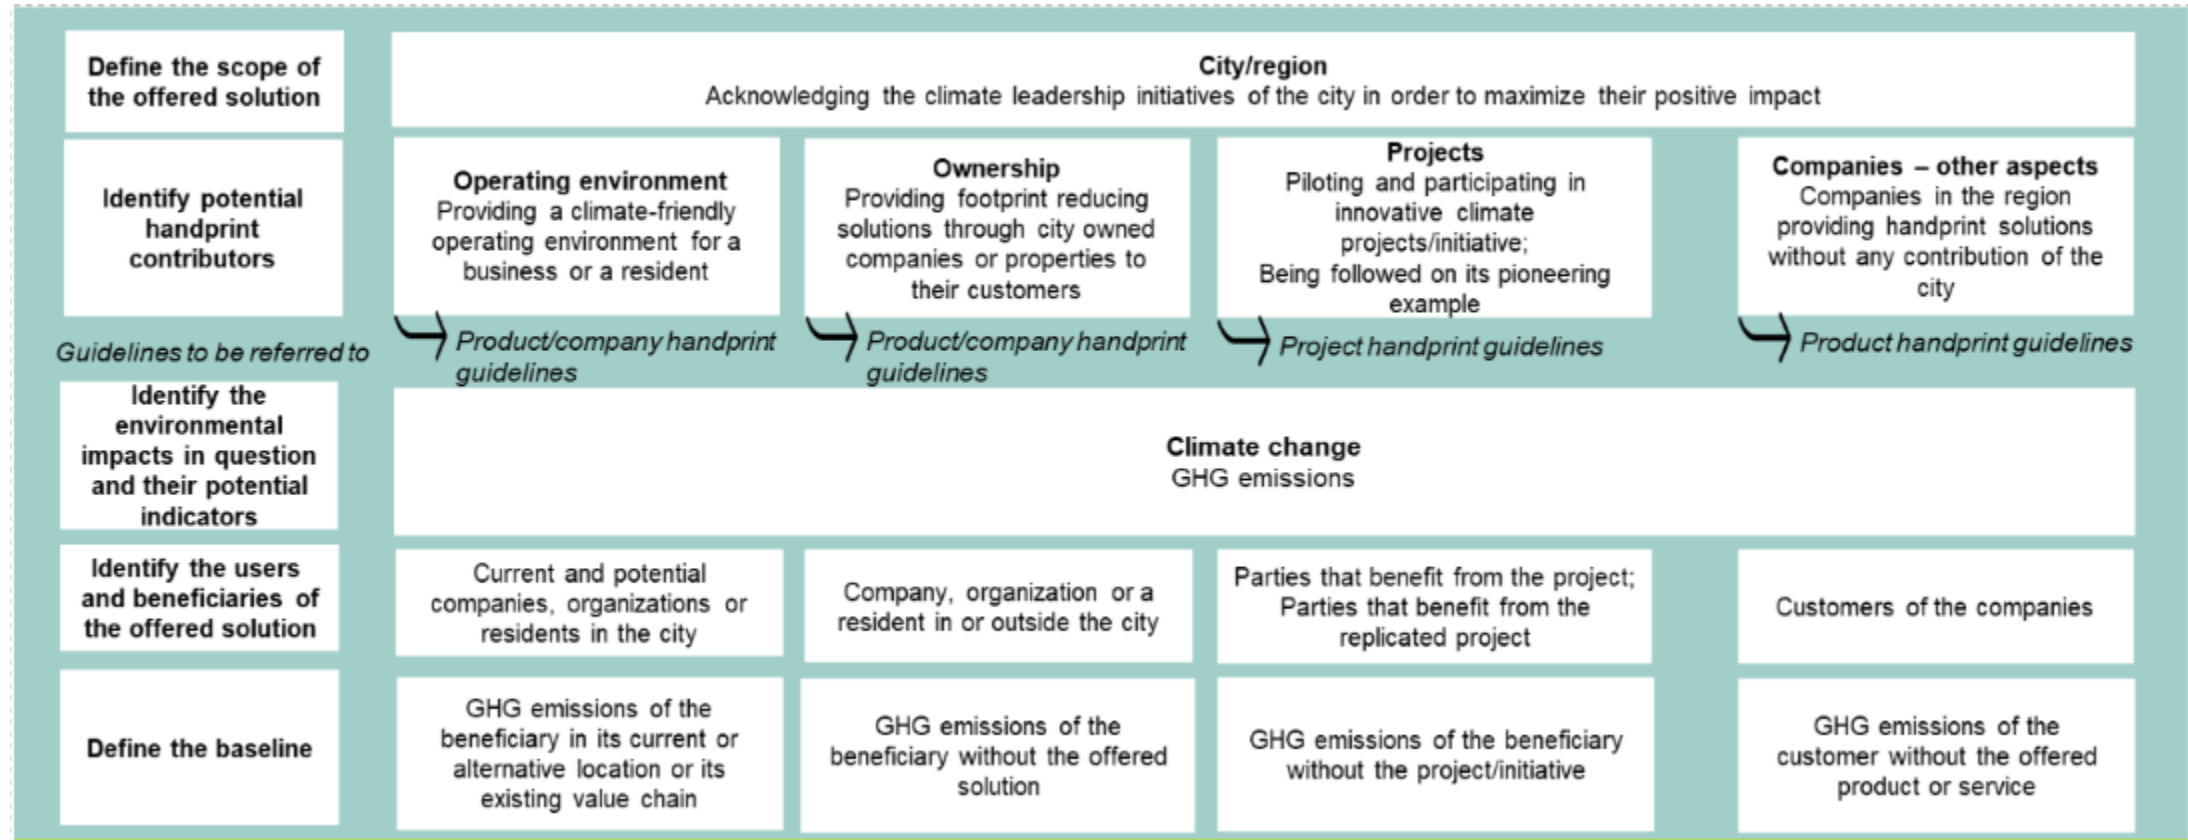 Define the scope of
the offered solution
City/region
Acknowledging the climate leadership initiatives of the city in order to maximize their positive impact
Identify potential
handprint
contributors
Operating environment
Providing a climate-friendly
operating environment for a
business or a resident
Ownership
Providing footprint reducing
solutions through city owned
companies or properties to
their customers
Projects
Piloting and participating in
innovative climate
projects/initiative;
Being followed on its pioneering
example
Companies – other aspects
Companies in the region
providing handprint solutions
without any contribution of the
city
Guidelines to be referred to
Product/company handprint
guidelines
Product/company handprint
guidelines
Project handprint guidelines
Product handprint guidelines
Identify the
environmental
impacts in question
and their potential
indicators
Climate change
GHG emissions
Identify the users
and beneficiaries of
the offered solution
Current and potential
companies, organizations or
residents in the city
Company, organization or a
resident in or outside the city
Parties that benefit from the project;
Parties that benefit from the
replicated project
Customers of the companies
Define the baseline
GHG emissions of the
beneficiary in its current or
alternative location or its
existing value chain
GHG emissions of the
beneficiary without the offered
solution
GHG emissions of the beneficiary
without the project/initiative
GHG emissions of the
customer without the offered
product or service